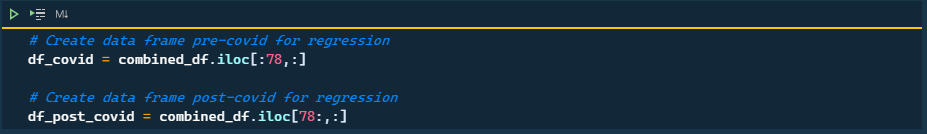 M↓
# Create data frame pre-covid for regression
df_covid = combined_df.iloc[:78,:]
# Create data frame post-covid for regression
df_post_covid = combined_df.iloc[78:,:]